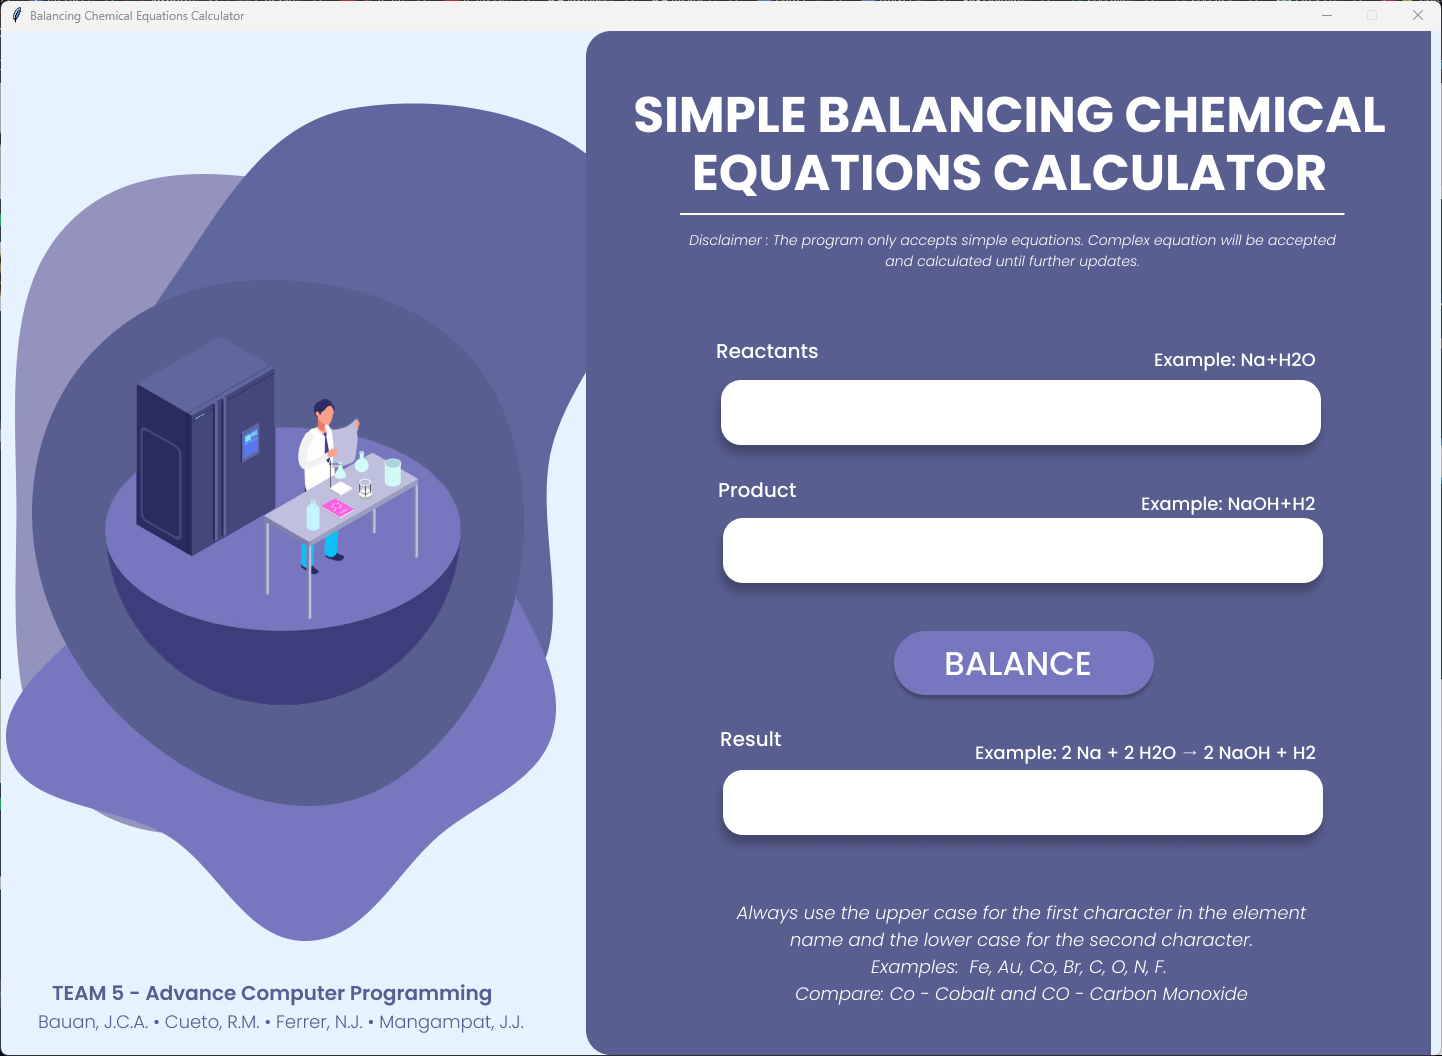 Balancing Chemical Equations Calculator
SIMPLE BALANCING CHEMICAL
EQUATIONS CALCULATOR
Disclaimer : The program only accepts simple equations. Complex equation will be accepted
and calculated until further updates.
Reactants
Example: Na+H2O
Product
Example: NaOH+H2
BALANCE
Result
Example: 2 Na + 2 H2O → 2 NaOH + H2
Always use the upper case for the first character in the element
name and the lower case for the second character.
Examples:  Fe, Au, Co, Br, C, O, N, F.
Compare: Co - Cobalt and CO - Carbon Monoxide
TEAM 5 - Advance Computer Programming
Bauan, J.C.A. • Cueto, R.M. • Ferrer, N.J. • Mangampat, J.J.